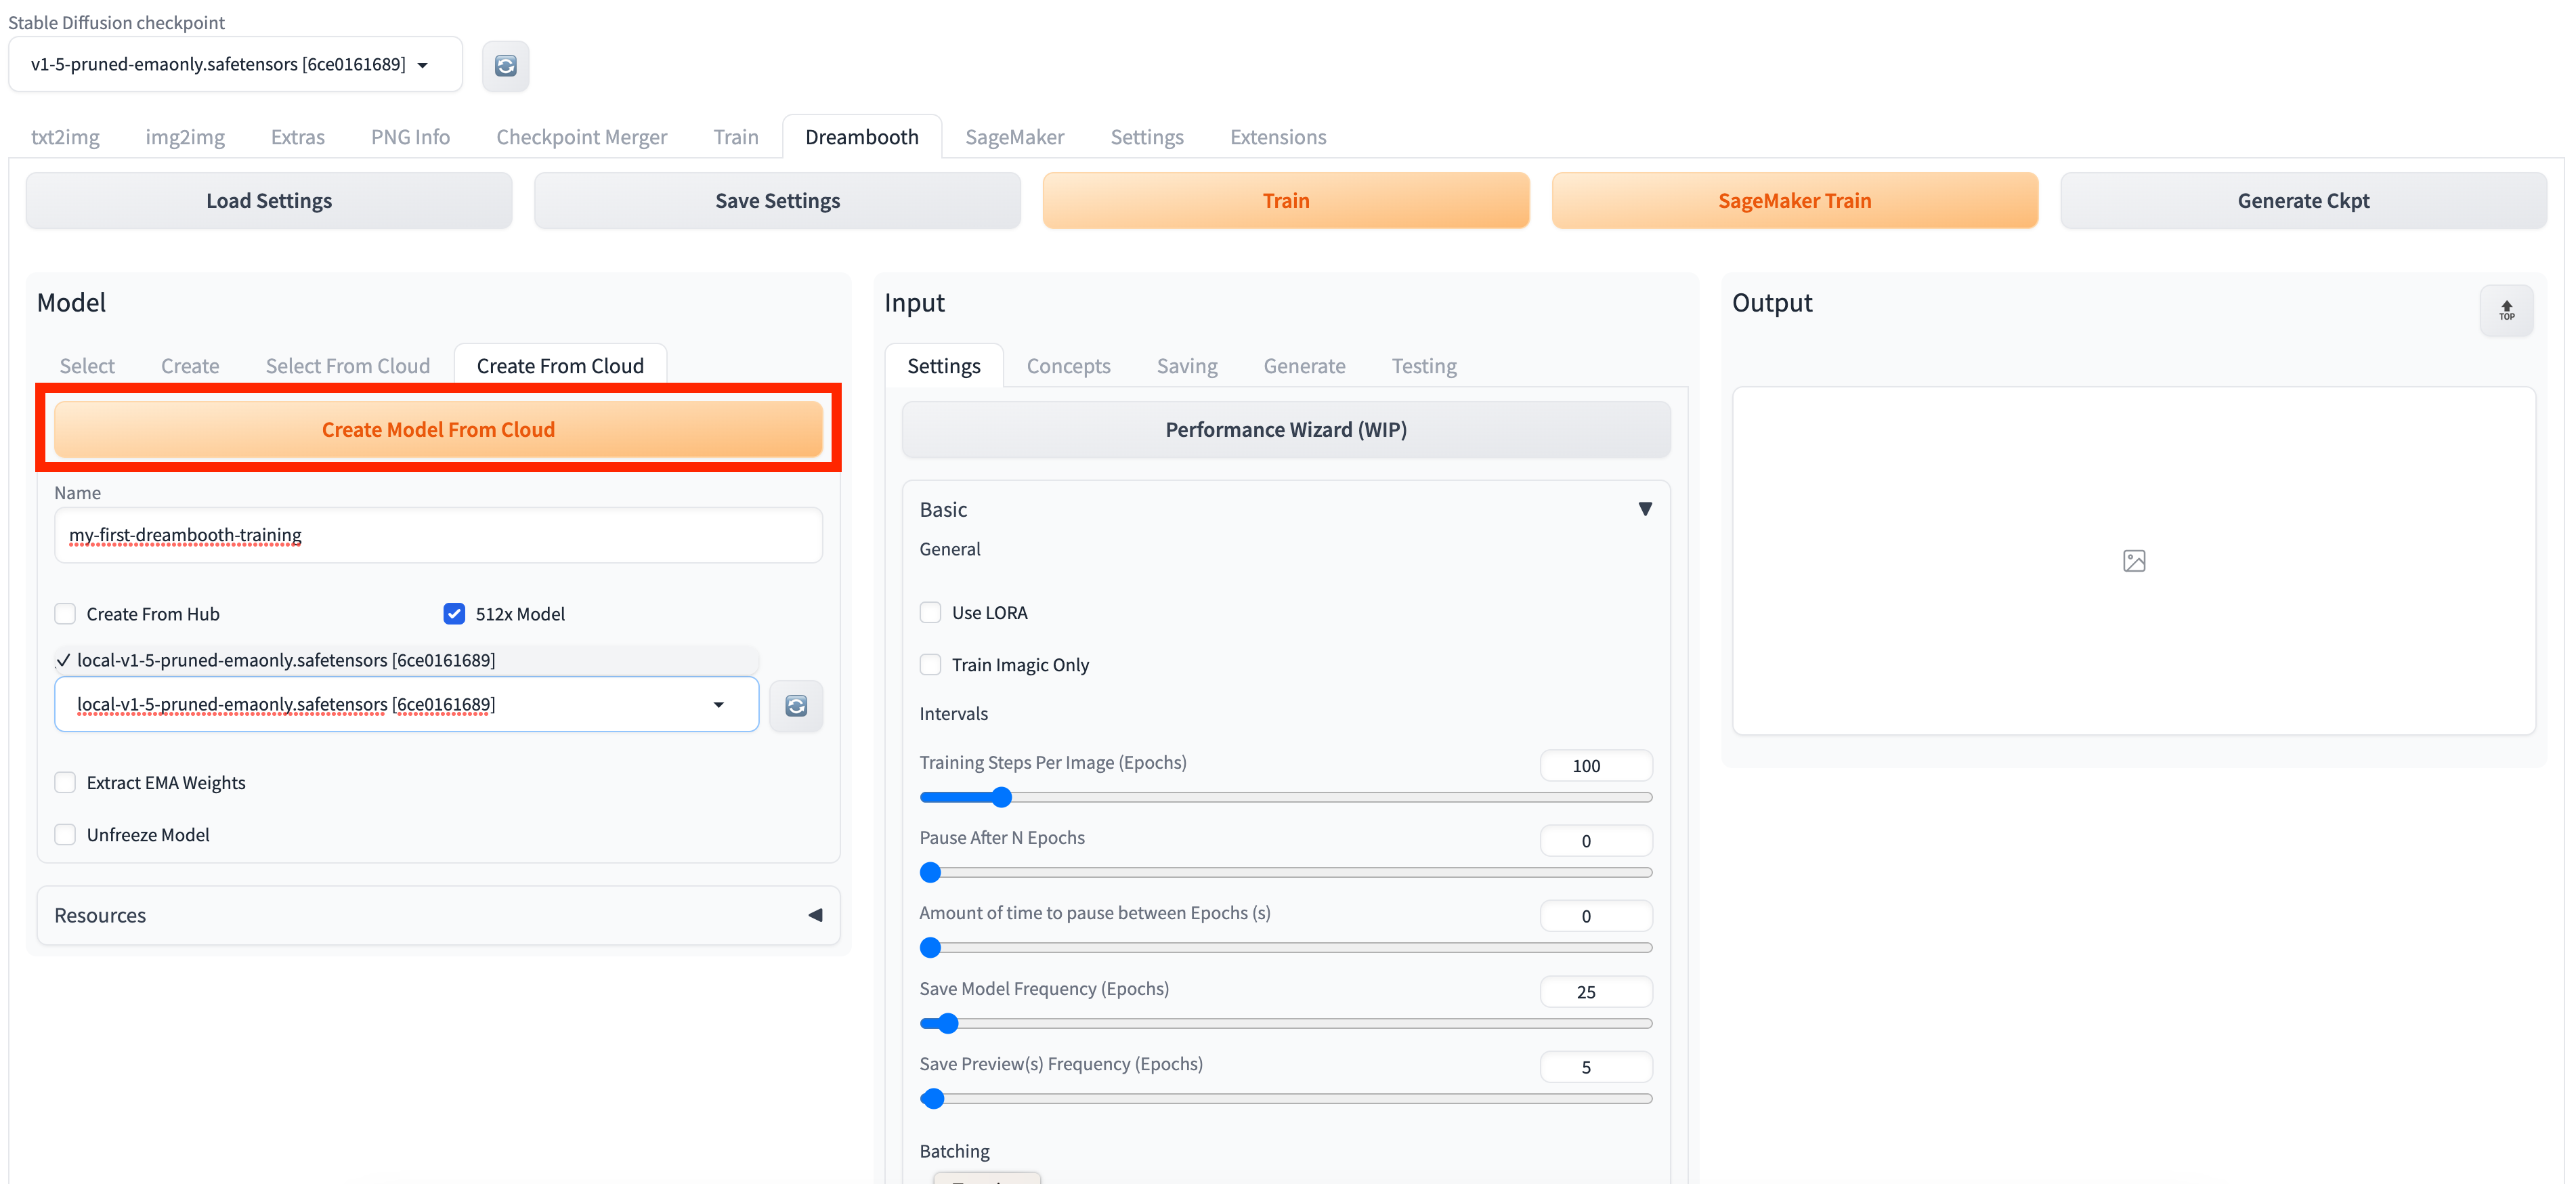 Stable Diffusion checkpoint
v1-5-pruned-emaonly.safetensors [6ce0161689]
txt2img img2img Extras PNG Info Checkpoint Merger Train Dreambooth SageMaker Settings Extensions
Load Settings Save Settings Train SageMaker Train Generate Ckpt
Model
Select Create Select From Cloud Create From Cloud
Create Model From Cloud
Name
my-first-dreambooth-training
Create From Hub 512x Model
local-v1-5-pruned-emaonly.safetensors [6ce0161689]
local-v1-5-pruned-emaonly.safetensors [6ce0161689]
Extract EMA Weights
Unfreeze Model
Resources
Input
Settings Concepts Saving Generate Testing
Performance Wizard (WIP)
Basic
General
Use LORA
Train Imagic Only
Intervals
Training Steps Per Image (Epochs) 100
Pause After N Epochs 0
Amount of time to pause between Epochs (s) 0
Save Model Frequency (Epochs) 25
Save Preview(s) Frequency (Epochs) 5
Batching
Output
TOP